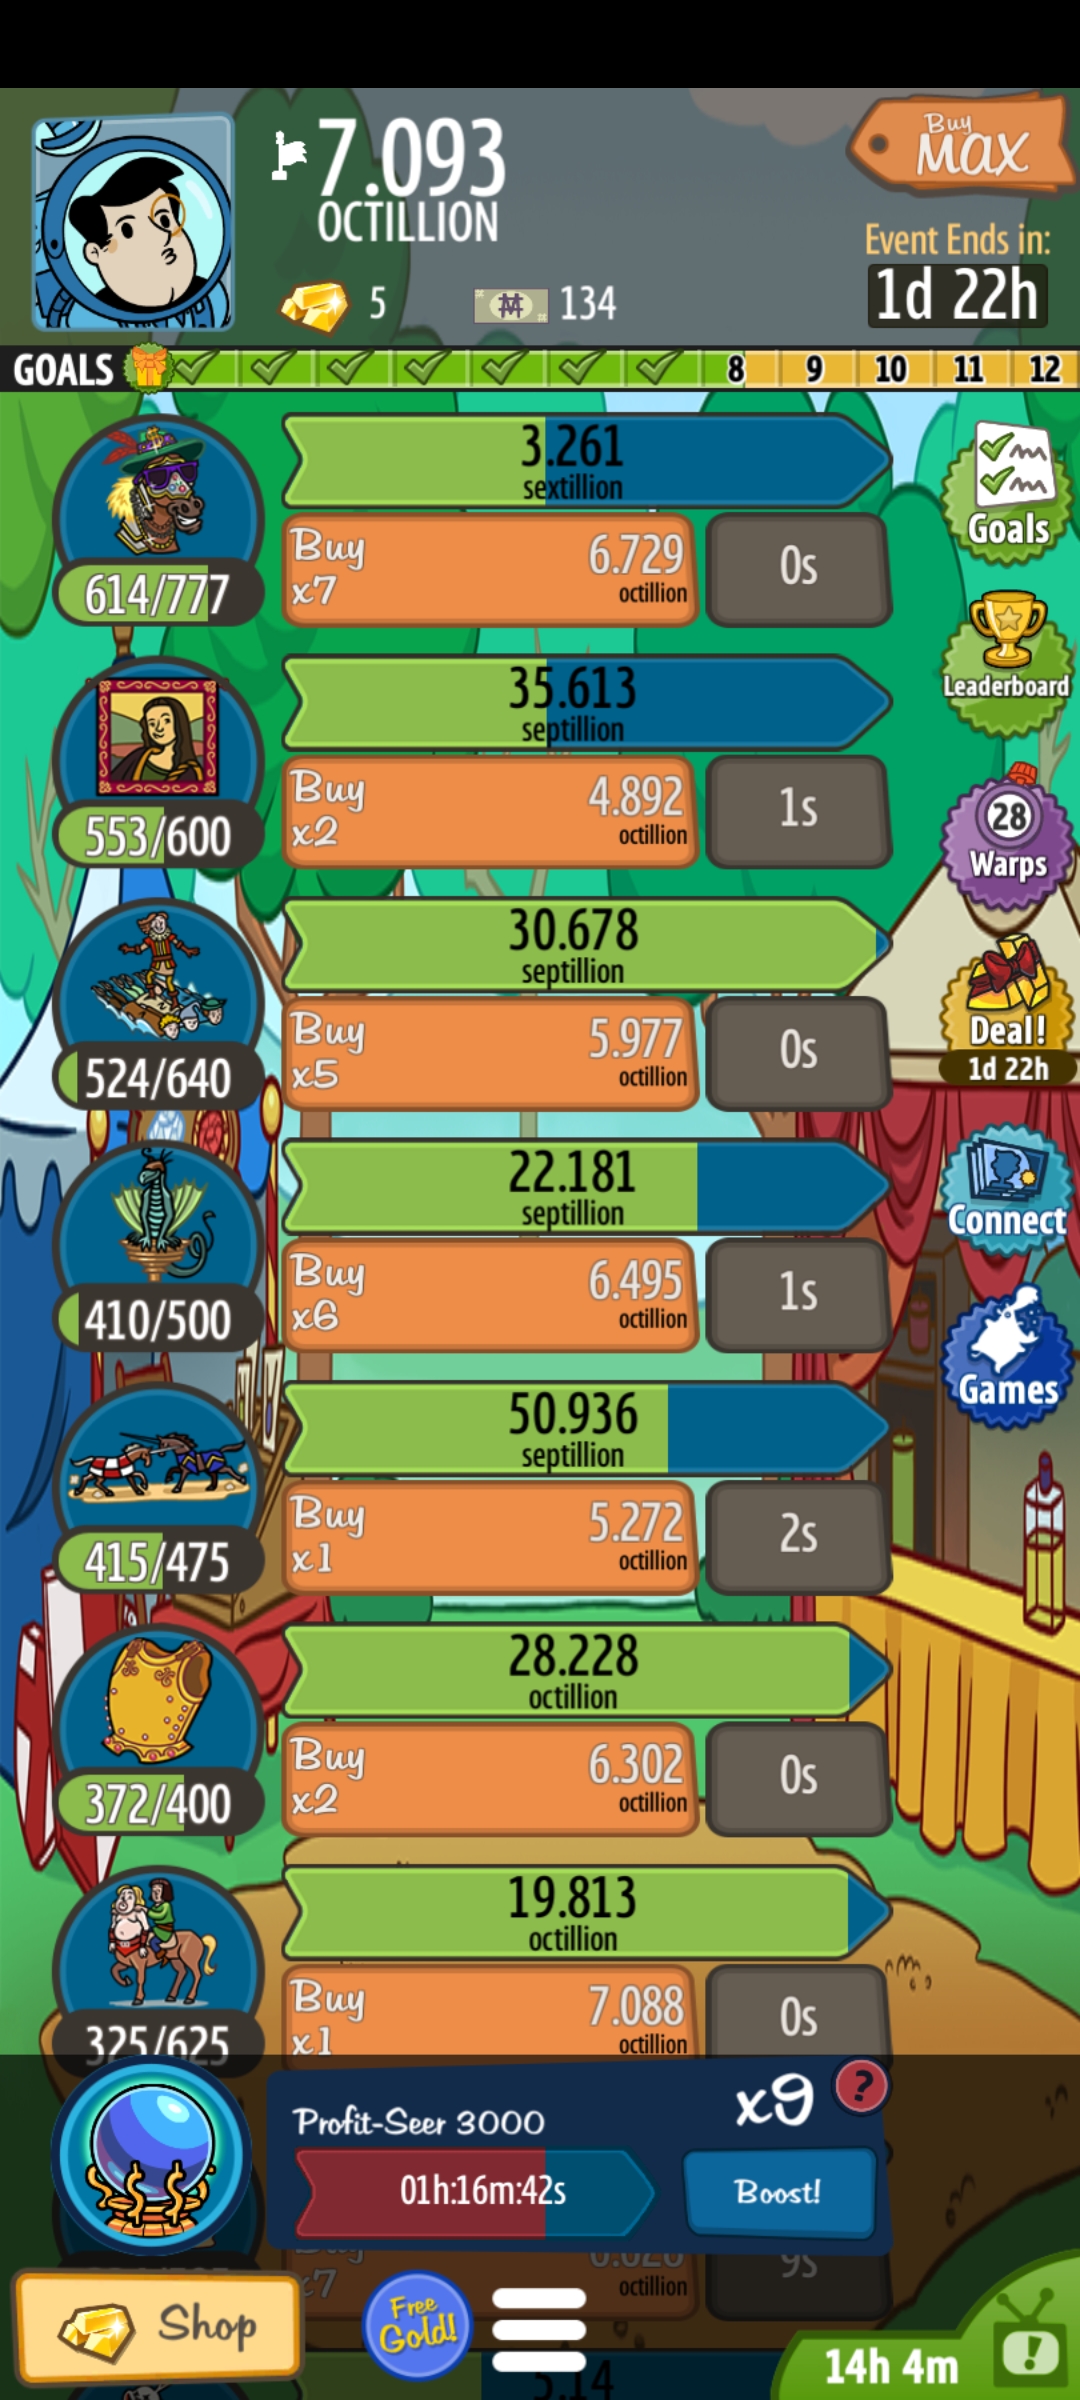 7.093
OCTILLION
Buy
MAX
5
134
Event Ends in:
1d 22h
GOALS 8 9 10 11 12
3.261
sextillion
Buy
x7
6.729
octillion
0s
614/777
Goals
35.613
septillion
Leaderboard
Buy
x2
4.892
octillion
1s
553/600
28
Warps
30.678
septillion
Buy
x5
5.977
octillion
0s
524/640
Deal!
1d 22h
22.181
septillion
Connect
Buy
x6
6.495
octillion
1s
410/500
Games
50.936
septillion
Buy
x1
5.272
octillion
2s
415/475
28.228
octillion
Buy
x2
6.302
octillion
0s
372/400
19.813
octillion
Buy
x1
7.088
octillion
0s
325/625
Profit-Seer 3000
x9
?
01h:16m:42s
Boost!
Buy
x7
octillion
9s
Shop
Free
Gold!
14h 4m
!